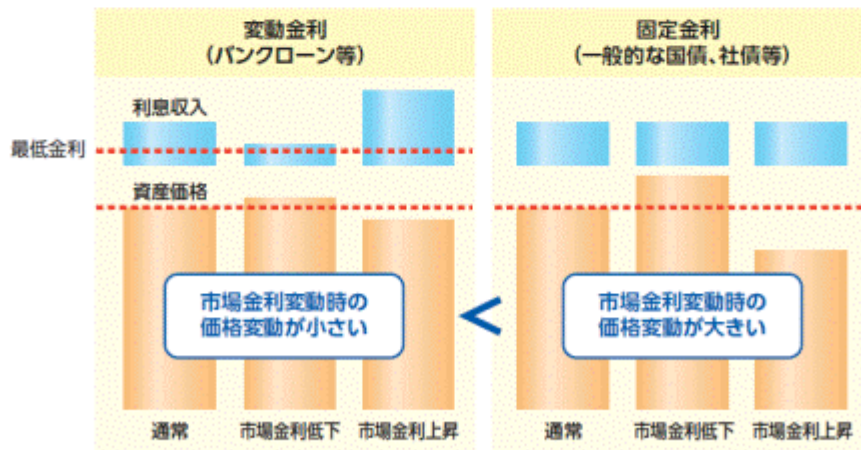 変動金利
（バンクローン等）
固定金利
（一般的な国債、社債等）
利息収入
最低金利
資産価格
市場金利変動時の
価格変動が小さい
<
市場金利変動時の
価格変動が大きい
通常
市場金利低下
市場金利上昇
通常
市場金利低下
市場金利上昇